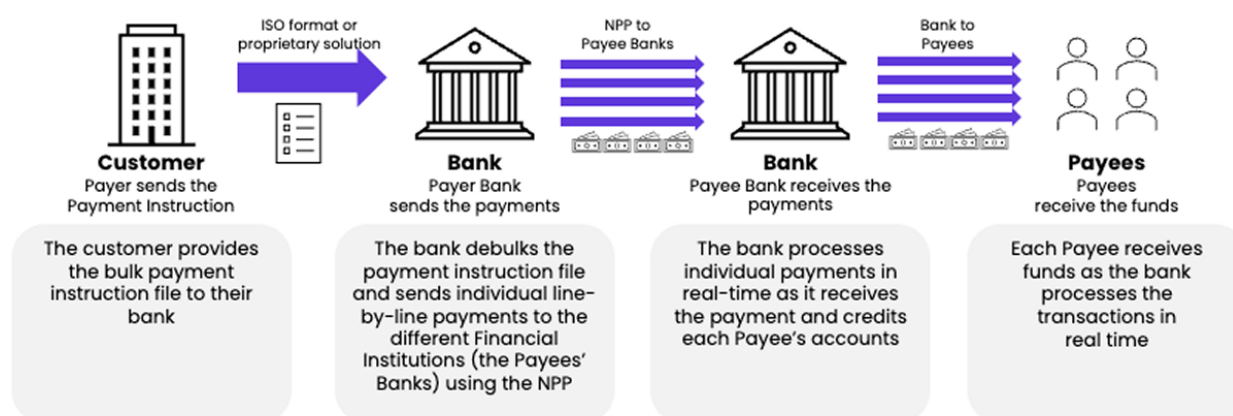 ISO format or
proprietary solution
NPP to
Payee Banks
Bank to
Payees
Customer
Payer sends the
Payment Instruction
Bank
Payer Bank
sends the payments
Bank
Payee Bank receives the
payments
Payees
Payees
receive the funds
The customer provides
the bulk payment
instruction file to their
bank
The bank debulks the
payment instruction file
and sends individual line-
by-line payments to the
different Financial
Institutions (the Payees’
Banks) using the NPP
The bank processes
individual payments in
real-time as it receives
the payment and credits
each Payee’s accounts
Each Payee receives
funds as the bank
processes the
transactions in
real time